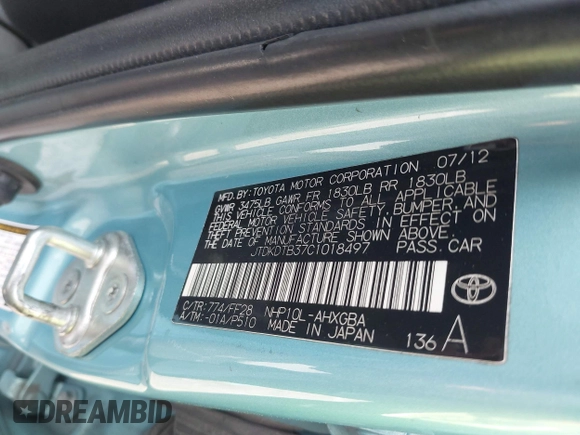 MFD. BY: TOYOTA MOTOR CORPORATION 07/12
GVWR 3475LB GAWR FR 1830LB RR 1830LB
THIS VEHICLE CONFORMS TO ALL APPLICABLE
FEDERAL MOTOR VEHICLE SAFETY, BUMPER, AND
THEFT PREVENTION STANDARDS IN EFFECT ON
THE DATE OF MANUFACTURE SHOWN ABOVE.
JTDKDTB37C1018497 PASS. CAR
C/TR: 774/FF28 NHP10L-AHXGBA
A/TM: -01A/P510 MADE IN JAPAN 136 A
DREAMBID